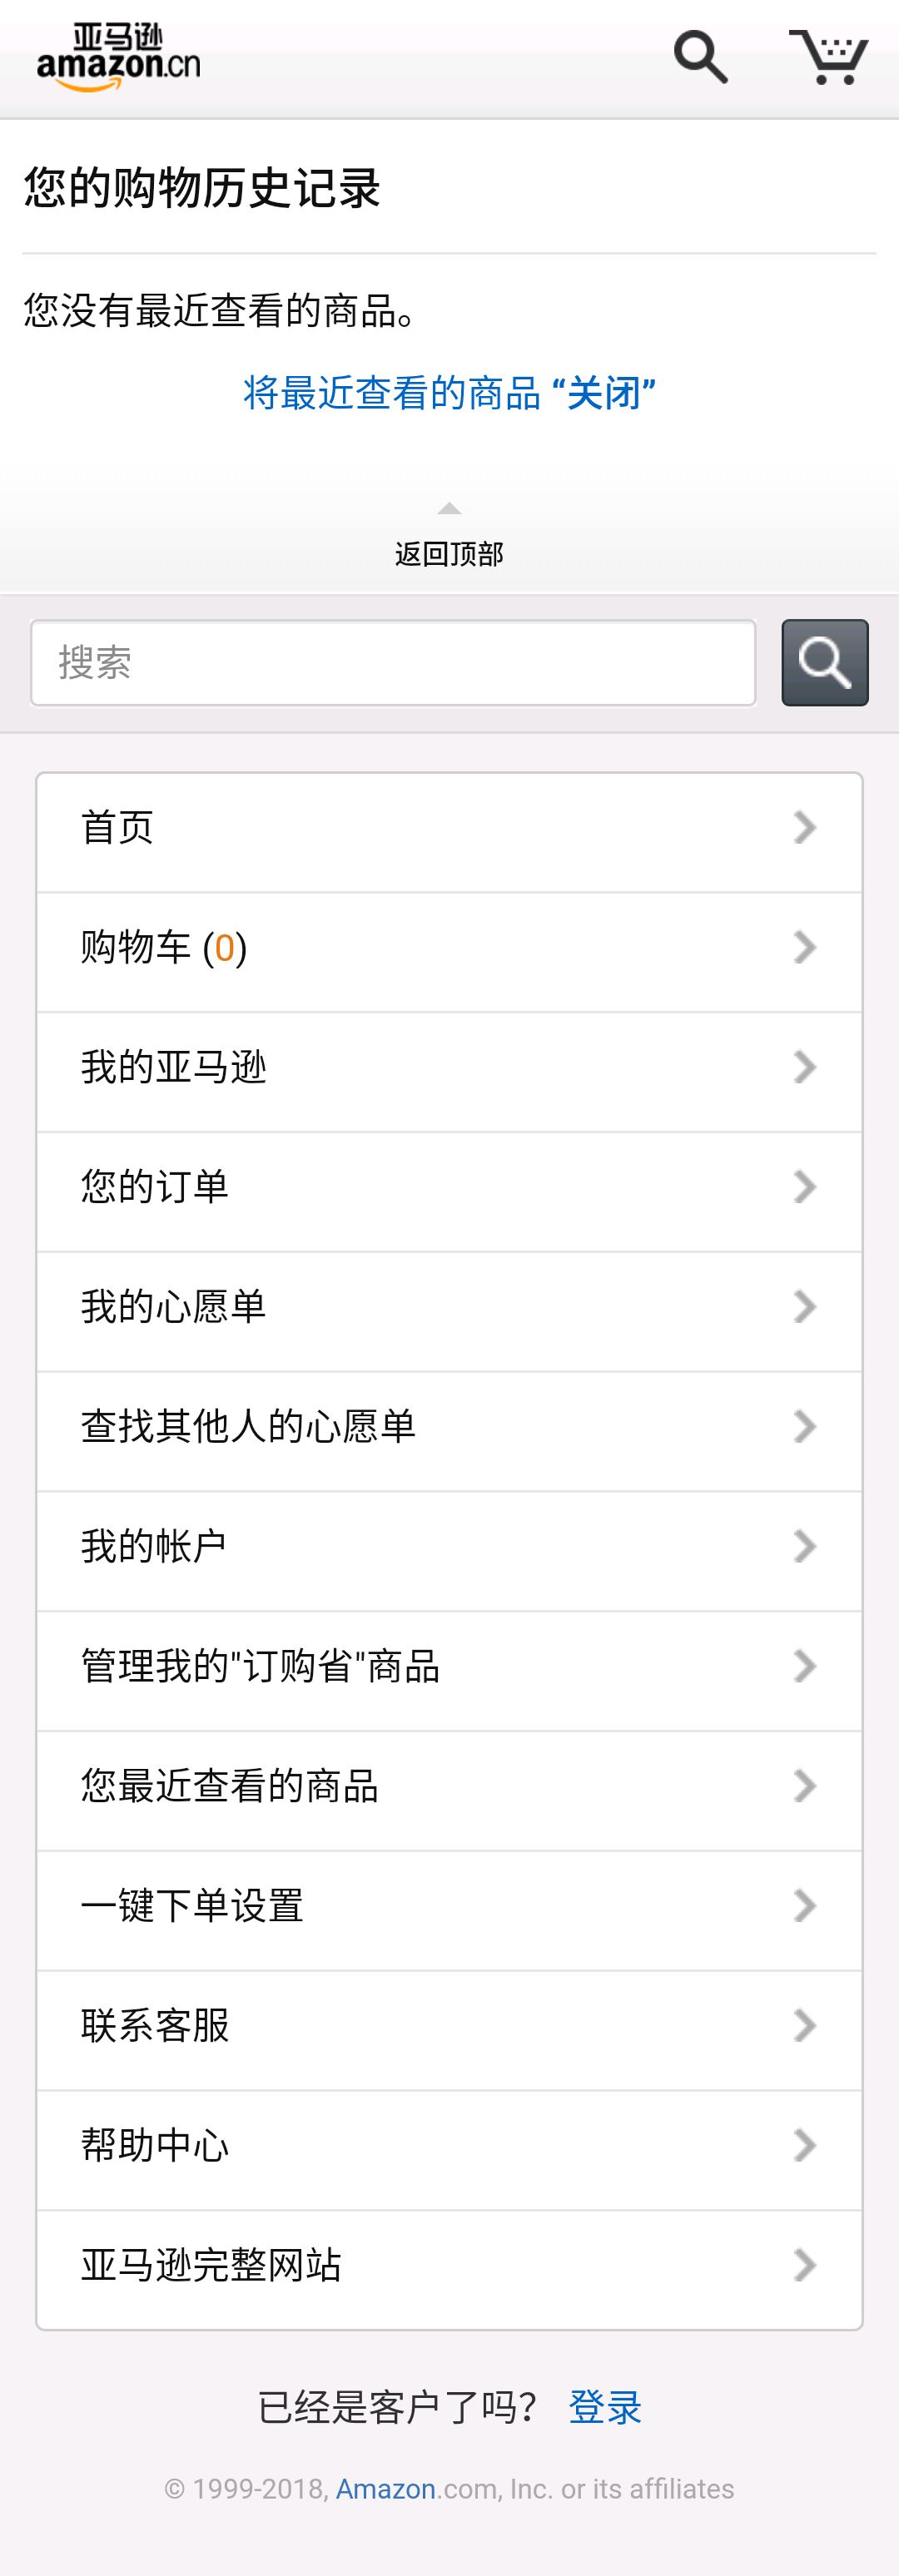 亚马逊
amazon.cn
您的购物历史记录
您没有最近查看的商品。
将最近查看的商品 “关闭”
返回顶部
搜索
首页
购物车 (0)
我的亚马逊
您的订单
我的心愿单
查找其他人的心愿单
我的帐户
管理我的"订购省"商品
您最近查看的商品
一键下单设置
联系客服
帮助中心
亚马逊完整网站
已经是客户了吗? 登录
© 1999-2018, Amazon.com, Inc. or its affiliates